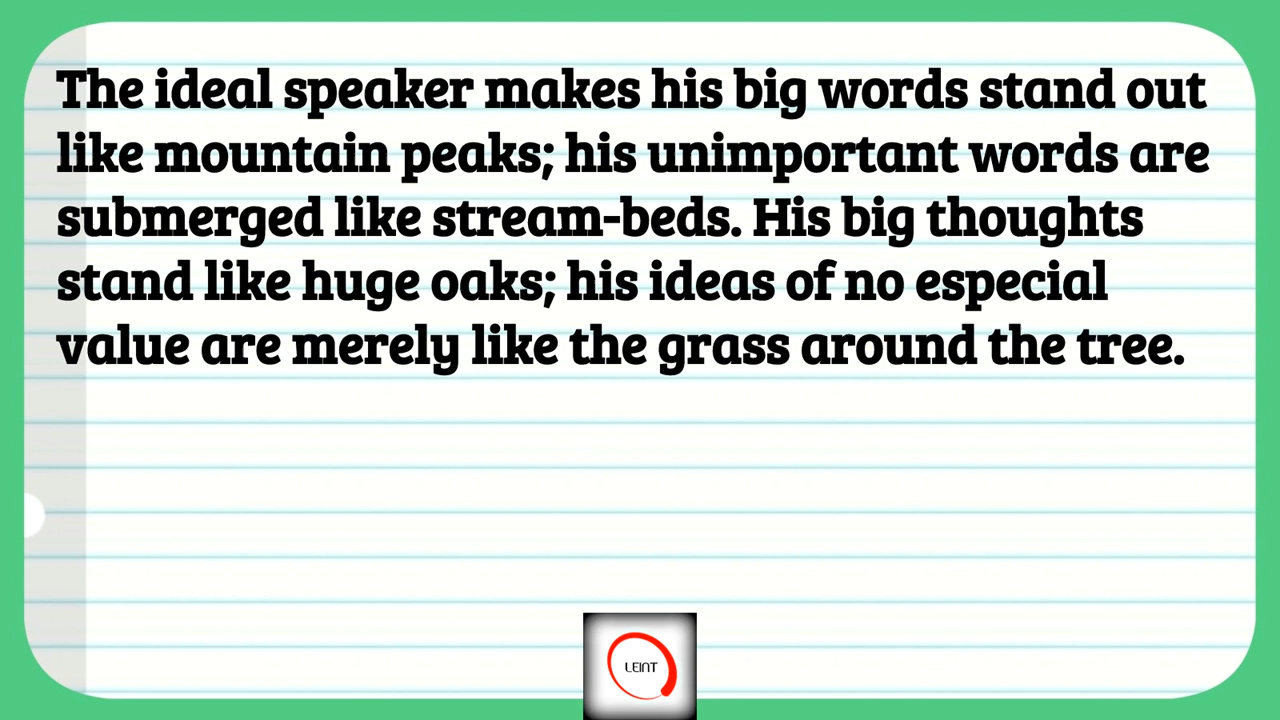 The ideal speaker makes his big words stand out
like mountain peaks; his unimportant words are
submerged like stream-beds. His big thoughts
stand like huge oaks; his ideas of no especial
value are merely like the grass around the tree.
LEINT